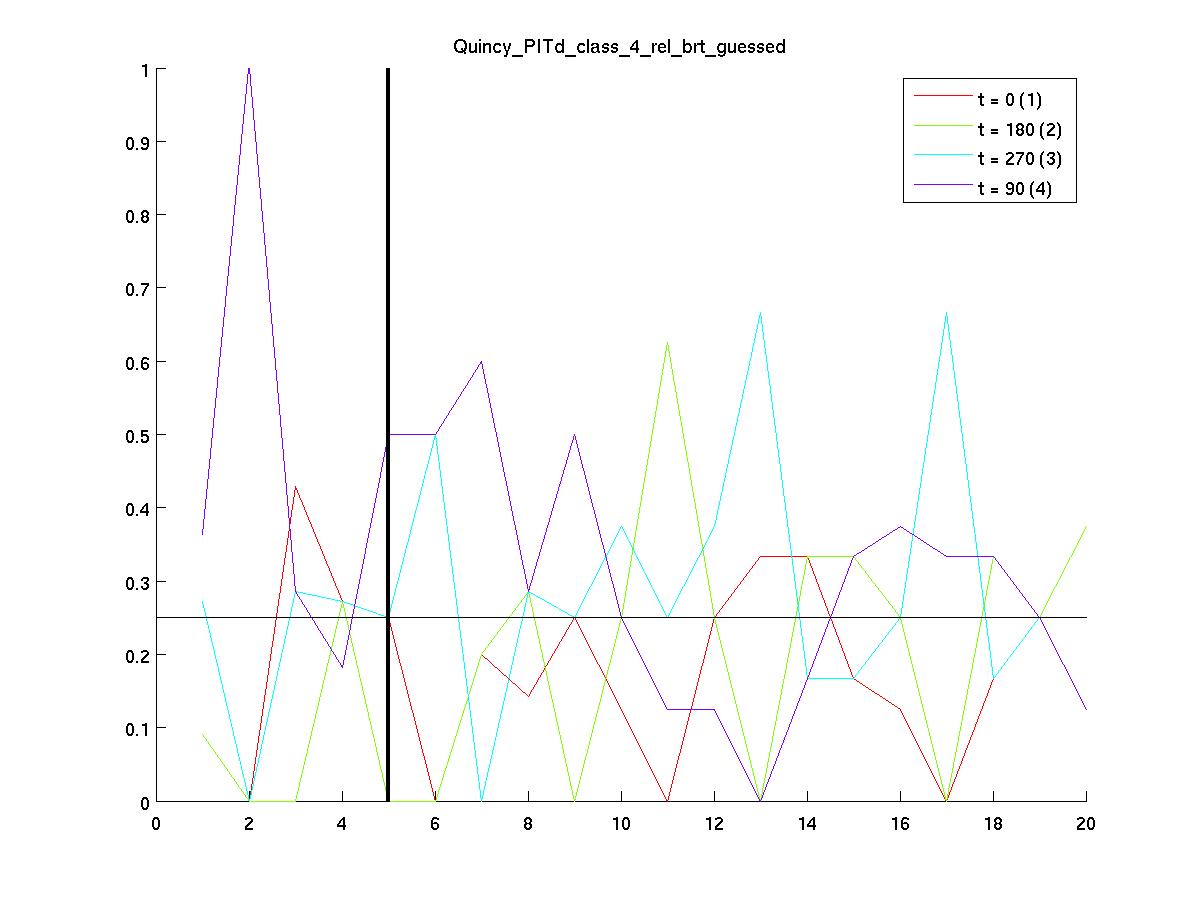 Quincy_PITd_class_4_rel_brt_guessed
t = 0 (1)
t = 180 (2)
t = 270 (3)
t = 90 (4)
1
0.9
0.8
0.7
0.6
0.5
0.4
0.3
0.2
0.1
0
0 2 4 6 8 10 12 14 16 18 20